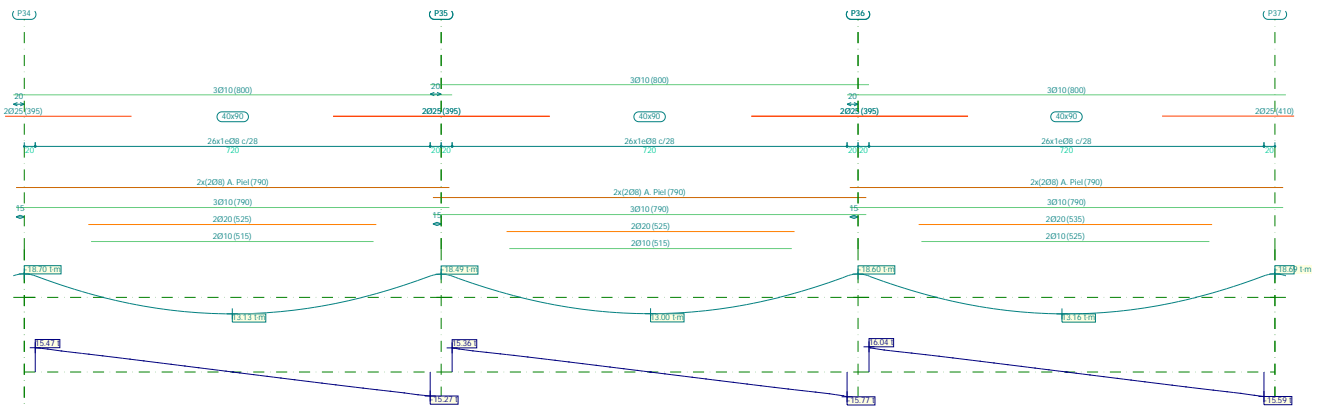 P34 P35 P36 P37
3Ø10(800)
20 3Ø10(800) 3Ø10(800)
20 20
2Ø25(395) 40x90 2Ø25(395) 40x90 2Ø25(395) 40x90 2Ø25(410)
26x1eØ8 c/28 26x1eØ8 c/28 26x1eØ8 c/28
20 720 20 20 720 20 20 720 20
2x(2Ø8) A. Piel (790) 2x(2Ø8) A. Piel (790)
2x(2Ø8) A. Piel (790)
3Ø10(790) 3Ø10(790)
15 15 3Ø10(790) 15
2Ø20(525) 2Ø20(535)
2Ø20(525)
2Ø10(515) 2Ø10(525)
2Ø10(515)
-18.70 t·m -18.49 t·m -18.60 t·m -18.69 t·m
13.13 t·m 13.00 t·m 13.16 t·m
15.47 t 15.36 t 16.04 t
-15.27 t -15.77 t -15.59 t